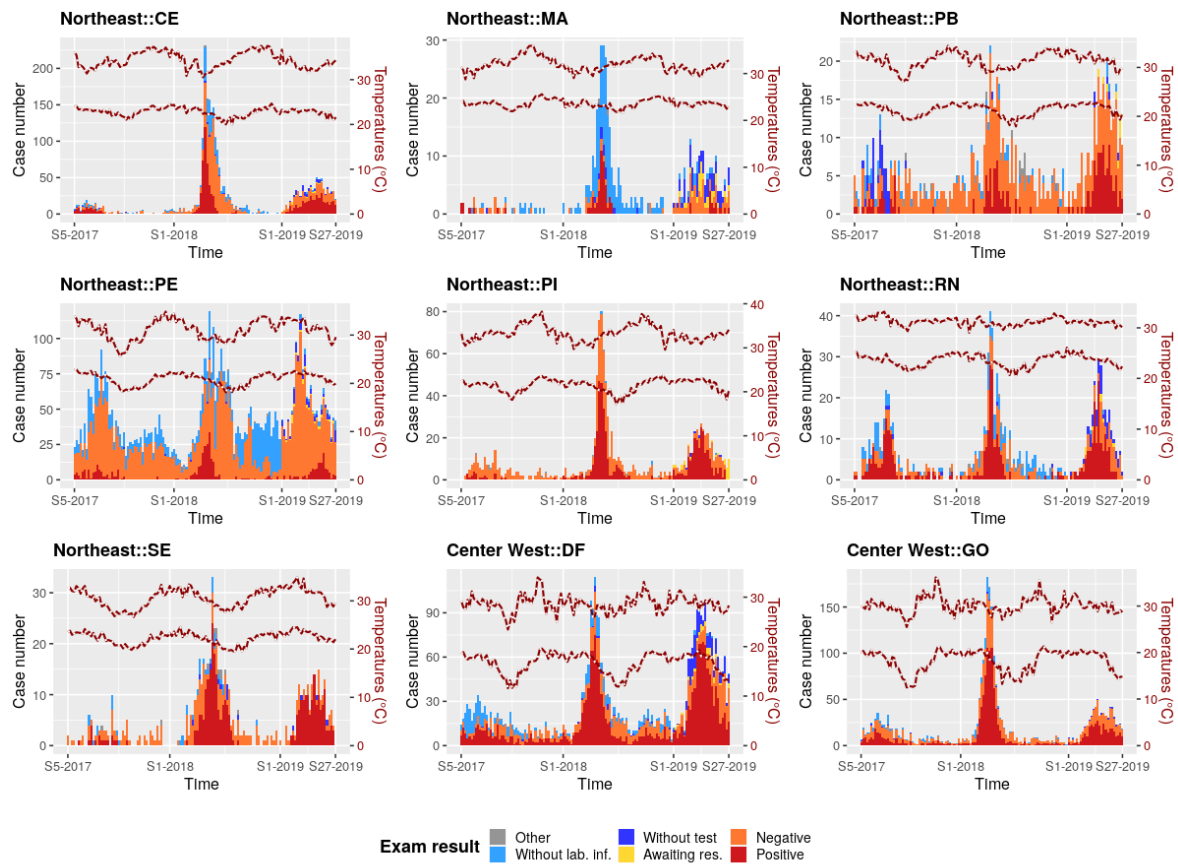 Northeast::CE
Northeast::MA
Northeast::PB
Case number
200
150
100
50
0
30
20
10
0
Temperatures (°C)
S5-2017
S1-2018
S1-2019
S27-2019
Time
Case number
30
20
10
0
30
20
10
0
Temperatures (°C)
S5-2017
S1-2018
S1-2019
S27-2019
Time
Case number
20
15
10
5
0
30
20
10
0
Temperatures (°C)
S5-2017
S1-2018
S1-2019
S27-2019
Time
Northeast::PE
Northeast::PI
Northeast::RN
Case number
100
75
50
25
0
30
20
10
0
Temperatures (°C)
S5-2017
S1-2018
S1-2019
S27-2019
Time
Case number
80
60
40
20
0
40
30
20
10
0
Temperatures (°C)
S5-2017
S1-2018
S1-2019
S27-2019
Time
Case number
40
30
20
10
0
30
20
10
0
Temperatures (°C)
S5-2017
S1-2018
S1-2019
S27-2019
Time
Northeast::SE
Center West::DF
Center West::GO
Case number
30
20
10
0
30
20
10
0
Temperatures (°C)
S5-2017
S1-2018
S1-2019
S27-2019
Time
Case number
90
60
30
0
30
20
10
0
Temperatures (°C)
S5-2017
S1-2018
S1-2019
S27-2019
Time
Case number
150
100
50
0
30
20
10
0
Temperatures (°C)
S5-2017
S1-2018
S1-2019
S27-2019
Time
Exam result
Other
Without test
Negative
Without lab. inf.
Awaiting res.
Positive